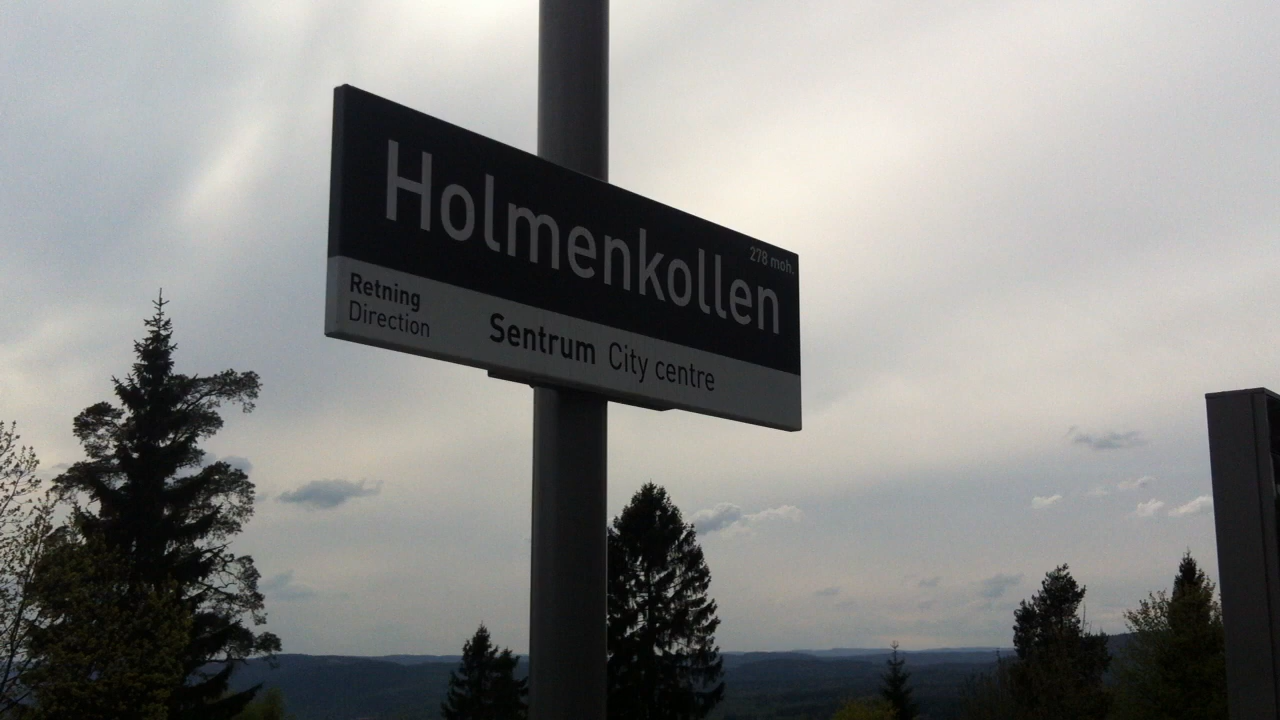 Holmenkollen
278 moh.
Retning
Direction
Sentrum City centre